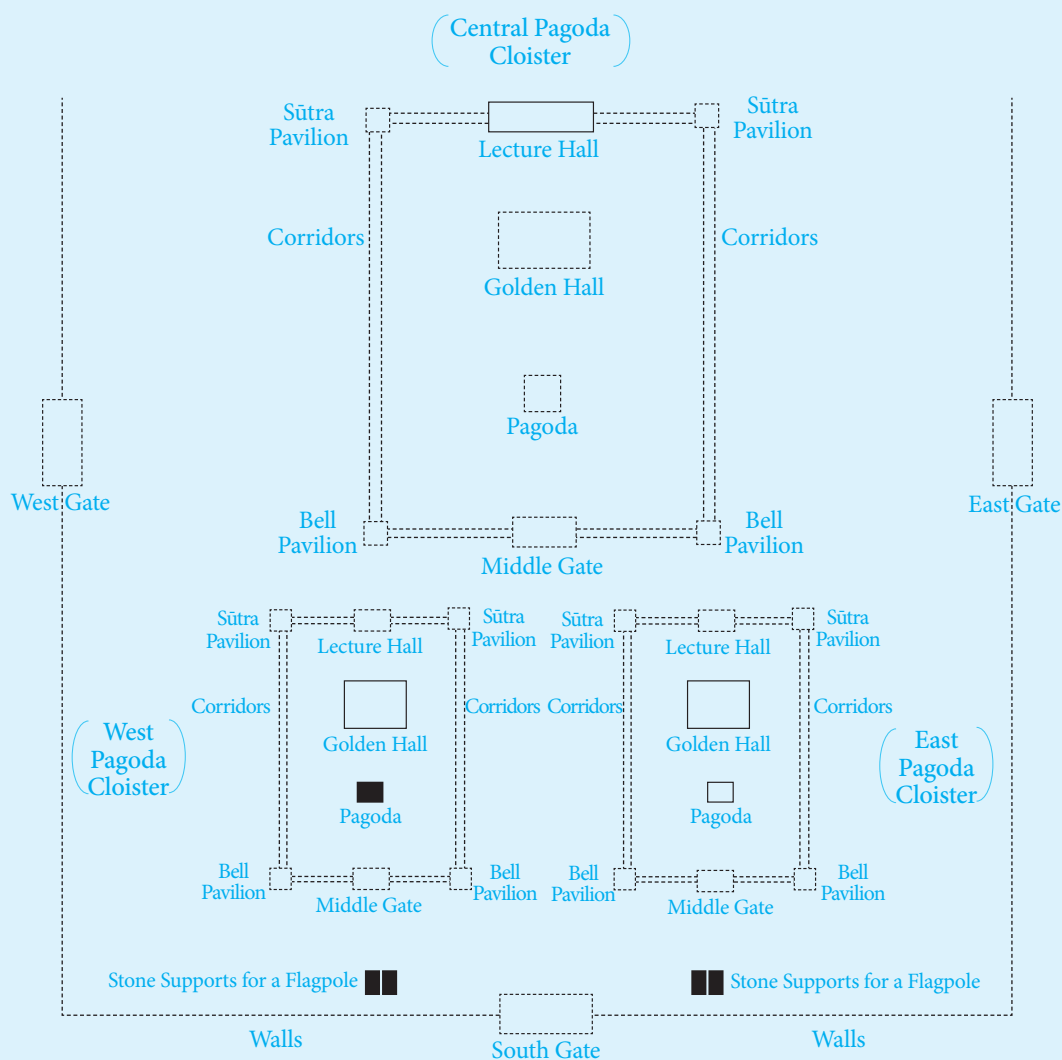 Central Pagoda
Cloister
Sūtra
Pavilion
Sūtra
Pavilion
Lecture Hall
Corridors
Corridors
Golden Hall
Pagoda
West Gate
East Gate
Bell
Pavilion
Bell
Pavilion
Middle Gate
Sūtra
Pavilion
Sūtra
Pavilion
Sūtra
Pavilion
Sūtra
Pavilion
Lecture Hall
Lecture Hall
Corridors
Corridors
Corridors
Corridors
West
Pagoda
Cloister
Golden Hall
Golden Hall
East
Pagoda
Cloister
Pagoda
Pagoda
Bell
Pavilion
Bell
Pavilion
Bell
Pavilion
Bell
Pavilion
Middle Gate
Middle Gate
Stone Supports for a Flagpole
Stone Supports for a Flagpole
Walls
South Gate
Walls